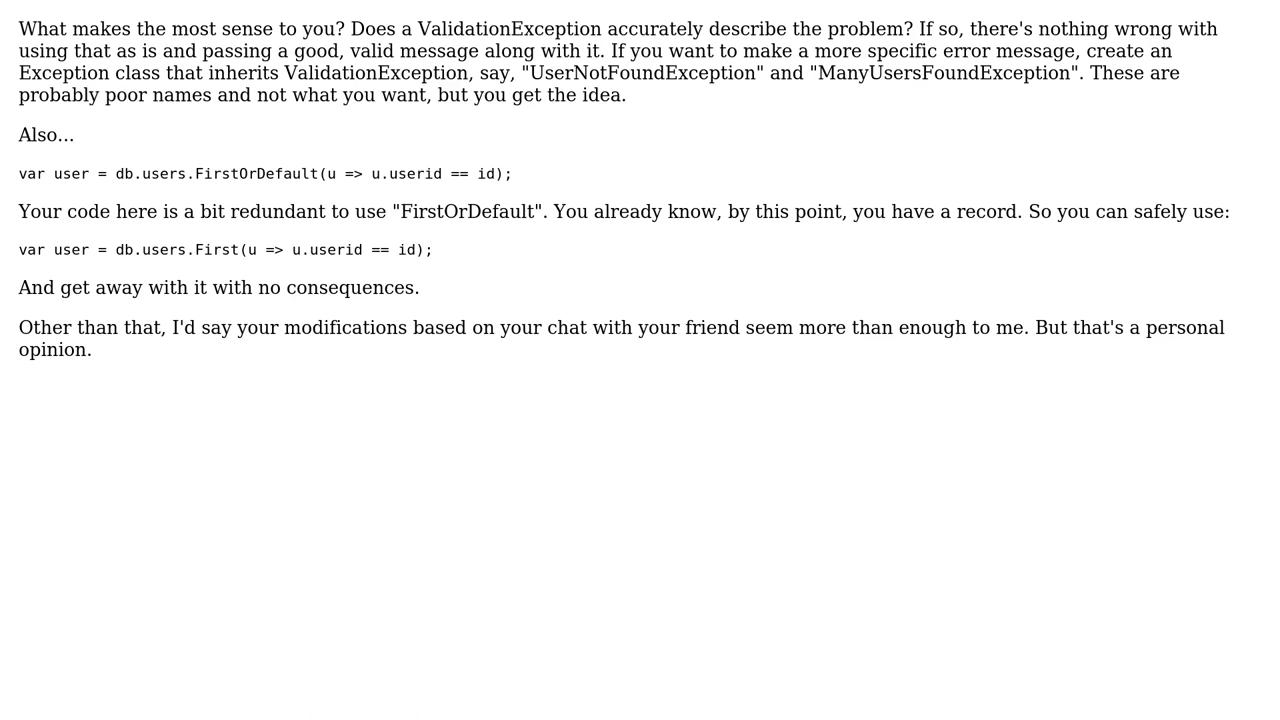 What makes the most sense to you? Does a ValidationException accurately describe the problem? If so, there's nothing wrong with
using that as is and passing a good, valid message along with it. If you want to make a more specific error message, create an
Exception class that inherits ValidationException, say, "UserNotFoundException" and "ManyUsersFoundException". These are
probably poor names and not what you want, but you get the idea.
Also...
var user = db.users.FirstOrDefault(u => u.userid == id);
Your code here is a bit redundant to use "FirstOrDefault". You already know, by this point, you have a record. So you can safely use:
var user = db.users.First(u => u.userid == id);
And get away with it with no consequences.
Other than that, I'd say your modifications based on your chat with your friend seem more than enough to me. But that's a personal
opinion.